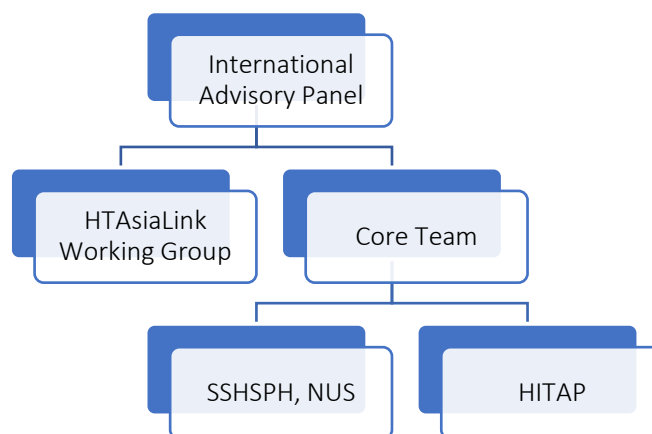 International
Advisory Panel
HTAsiaLink
Working Group
Core Team
SSHSPH, NUS
HITAP